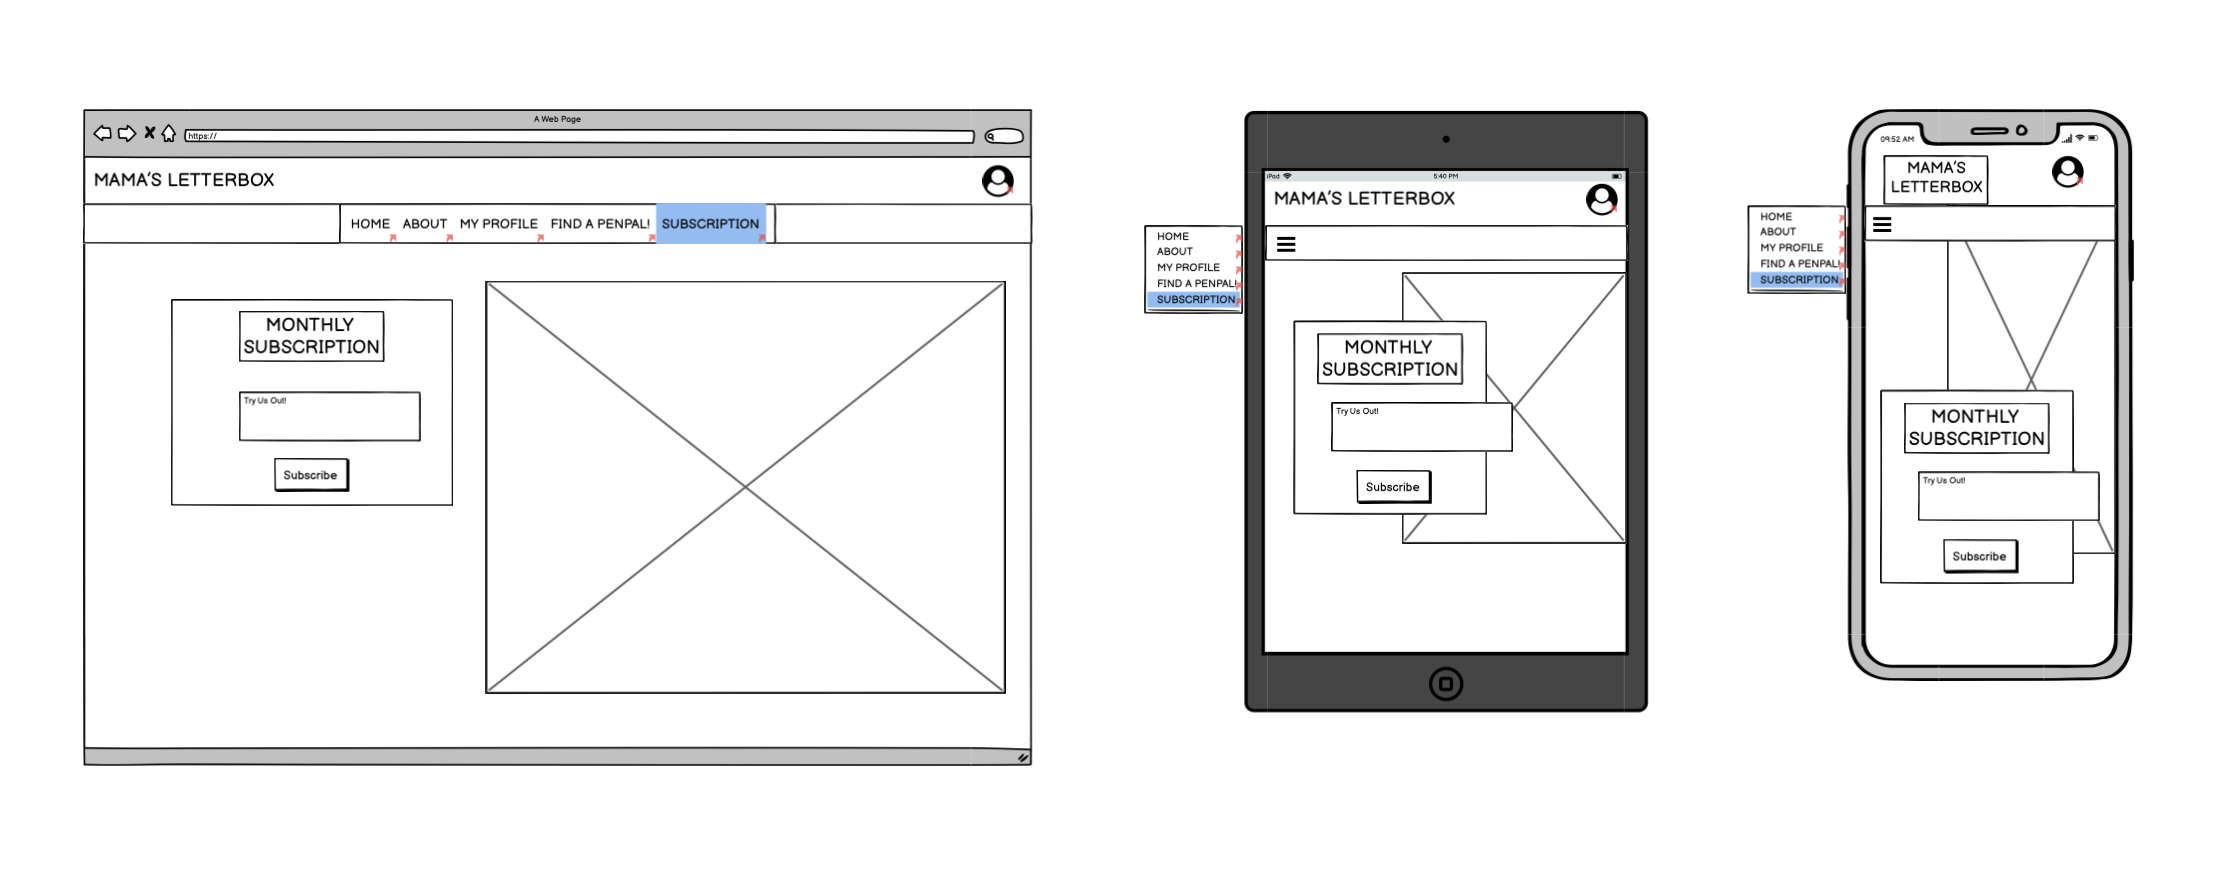 A Web Page
https://
MAMA'S LETTERBOX
HOME ABOUT MY PROFILE FIND A PENPAL! SUBSCRIPTION
MONTHLY
SUBSCRIPTION
Try Us Out!
Subscribe
iPod 5:40 PM
MAMA'S LETTERBOX
HOME
ABOUT
MY PROFILE
FIND A PENPAL!
SUBSCRIPTION
MONTHLY
SUBSCRIPTION
Try Us Out!
Subscribe
09:52 AM
MAMA'S
LETTERBOX
HOME
ABOUT
MY PROFILE
FIND A PENPAL!
SUBSCRIPTION
MONTHLY
SUBSCRIPTION
Try Us Out!
Subscribe